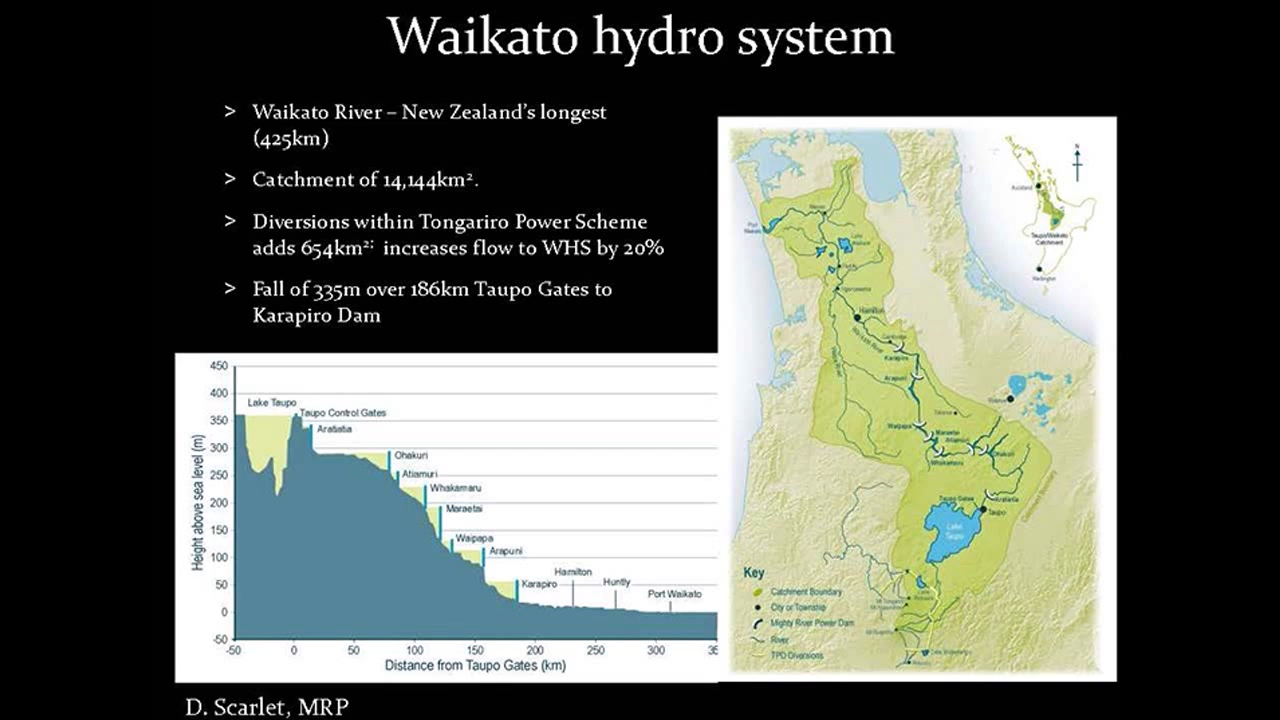 Waikato hydro system
> Waikato River – New Zealand's longest
(425km)
> Catchment of 14,144km².
> Diversions within Tongariro Power Scheme
adds 654km²; increases flow to WHS by 20%
> Fall of 335m over 186km Taupo Gates to
Karapiro Dam
450
400
350
300
250
200
150
100
50
0
-50
Height above sea level (m)
Lake Taupo
Taupo Control Gates
Aratiatia
Ohakuri
Atiamuri
Whakamaru
Maraetai
Waipapa
Arapuni
Karapiro
Hamilton
Huntly
Port Waikato
-50 0 50 100 150 200 250 300 35
Distance from Taupo Gates (km)
N
Auckland
Taupo/Waikato
Catchment
Wellington
Mercer
Port
Waikato
Lake
Huntly
Ngaruawahia
Hamilton
Cambridge
Waikato River
Karapiro
Arapuni
Waipapa
Maraetai
Atiamuri
Ohakuri
Whakamaru
Taupo Gates
Aratiatia
Taupo
Lake
Taupo
Key
Catchment Boundary
City or Township
Mighty River Power Dam
River
TPD Diversions
D. Scarlet, MRP